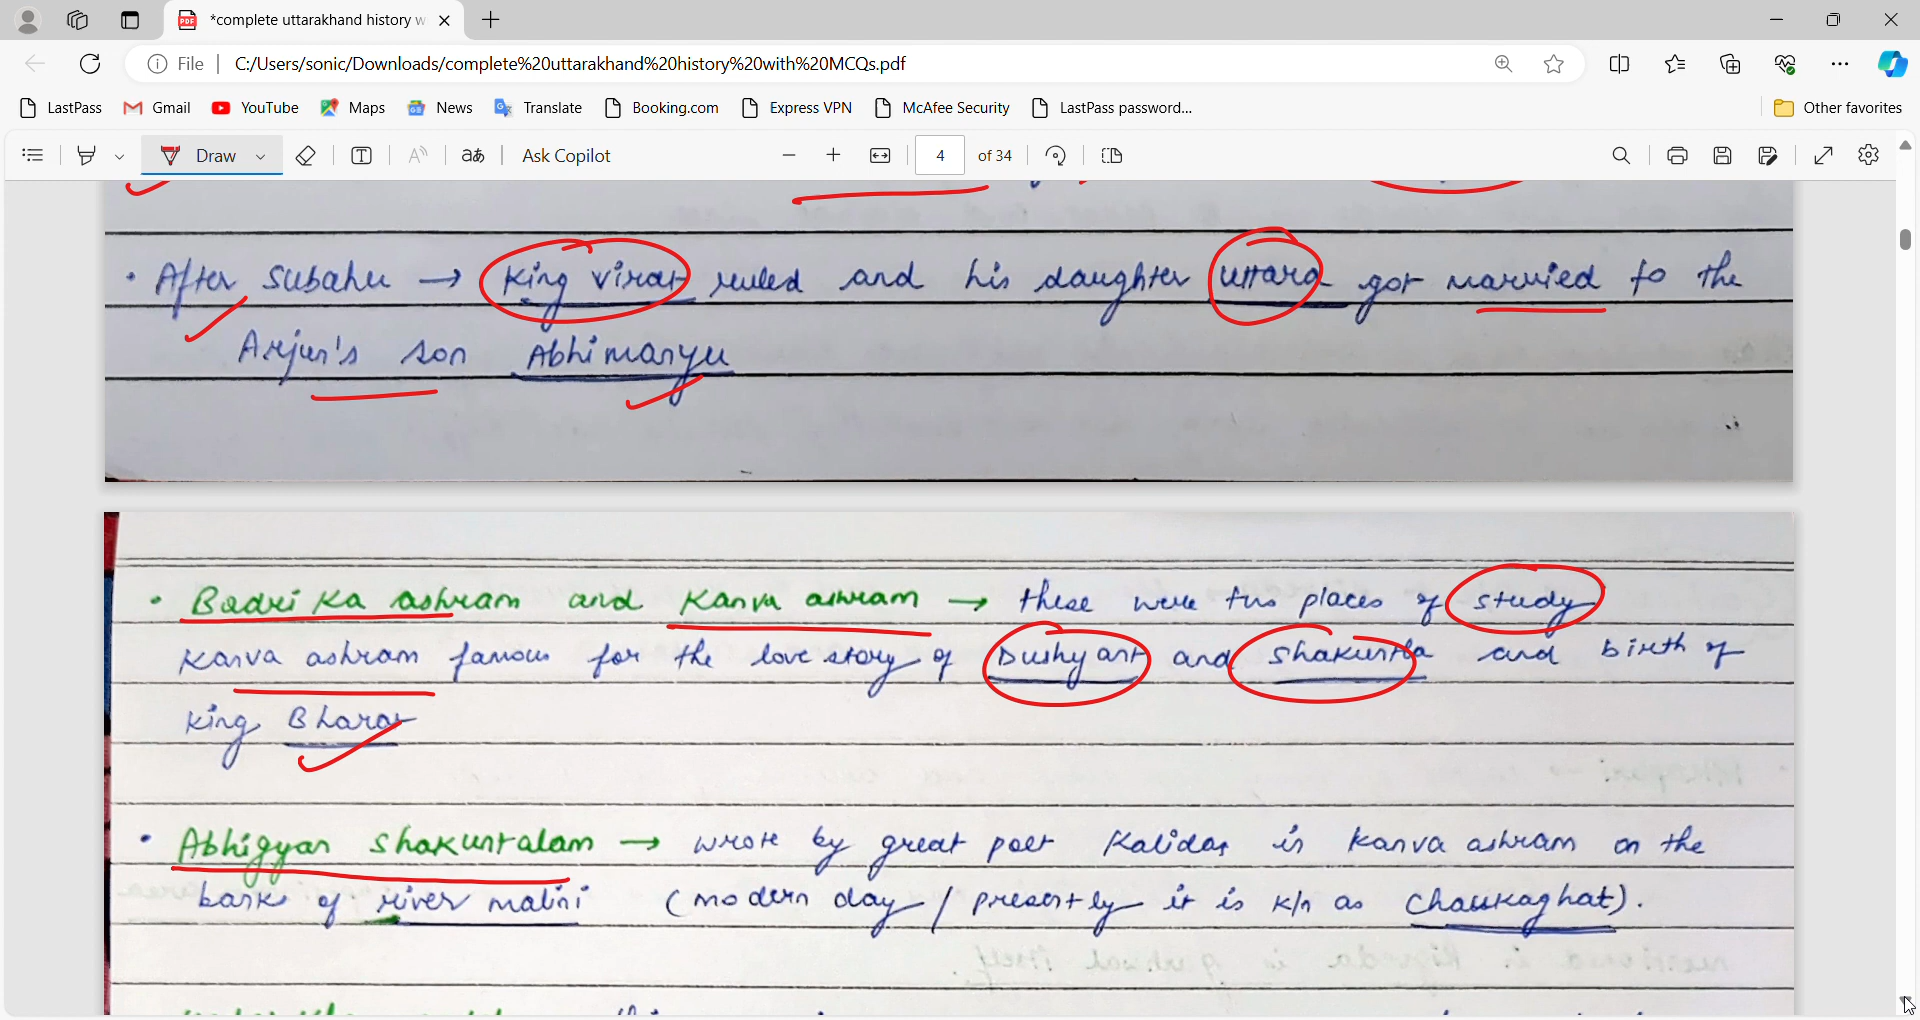 *complete uttarakhand history w
File
C:/Users/sonic/Downloads/complete%20uttarakhand%20history%20with%20MCQs.pdf
LastPass Gmail YouTube Maps News Translate Booking.com Express VPN McAfee Security LastPass password... Other favorites
Draw Ask Copilot 4 of 34
• After Subahu → King virat ruled and his daughter Uttara got married to the
Arjun's son Abhimanyu
• Badri ka ashram and Kanva ashram → these were two places of study
Kanva ashram famous for the love story of Dushyant and Shakuntla and birth of
King Bharat
• Abhigyan Shakuntalam → wrote by great poet Kalidas in Kanva ashram on the
bank of river malini (modern day / presently it is k/n as Chaukaghat).